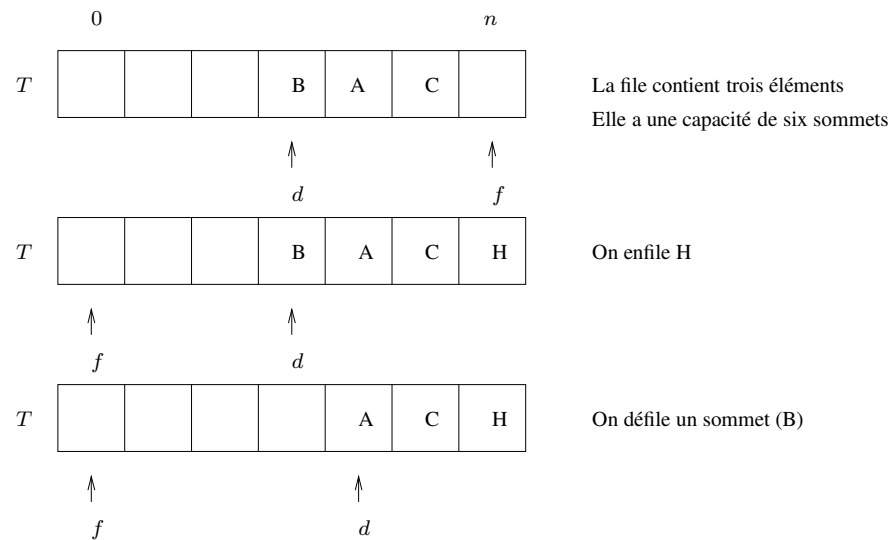 0 n
T B A C La file contient trois éléments
Elle a une capacité de six sommets
d f
T B A C H On enfile H
f d
T A C H On défile un sommet (B)
f d